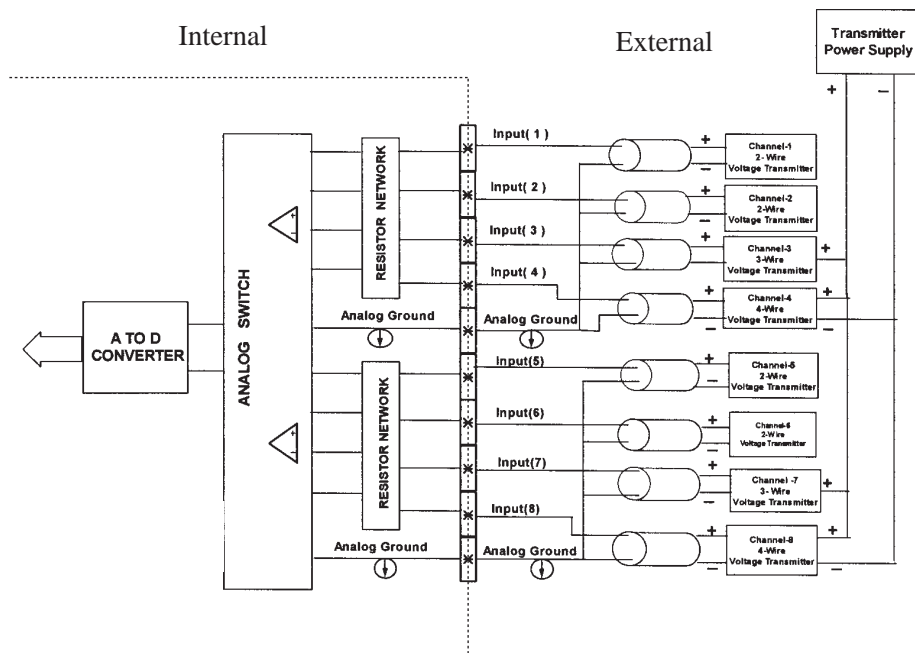 Internal
External
Transmitter
Power Supply
+
−
Input( 1 )
Input( 2 )
Input( 3 )
Input( 4 )
Analog Ground
Analog Ground
Input(5)
Input(6)
Input(7)
Input(8)
Analog Ground
Analog Ground
RESISTOR NETWORK
RESISTOR NETWORK
ANALOG SWITCH
A TO D
CONVERTER
+
−
Channel-1
2- Wire
Voltage Transmitter
+
−
Channel-2
2-Wire
Voltage Transmitter
+
−
Channel-3
3-Wire
Voltage Transmitter
+
+
−
Channel-4
4-Wire
Voltage Transmitter
+
−
+
−
Channel-5
2-Wire
Voltage Transmitter
+
−
Channel-6
2-Wire
Voltage Transmitter
+
−
Channel -7
3- Wire
Voltage Transmitter
+
+
−
Channel-8
4-Wire
Voltage Transmitter
+
−